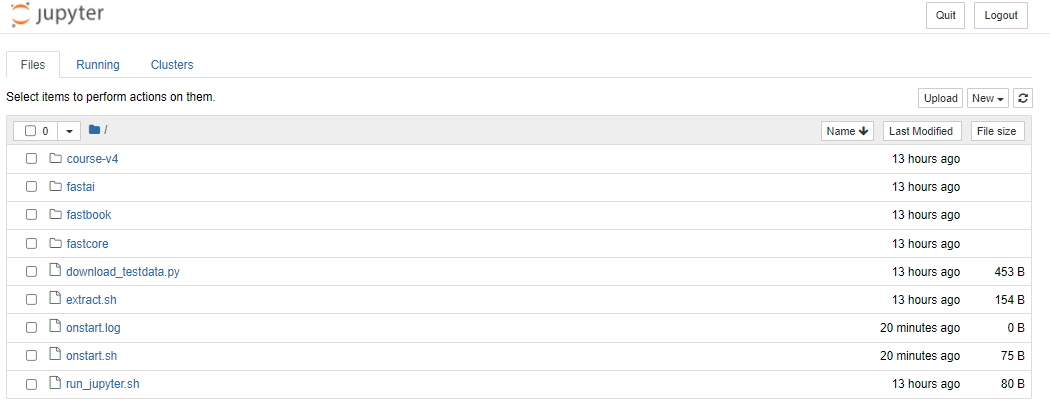 jupyter Quit Logout
Files Running Clusters
Select items to perform actions on them. Upload New
0 / Name Last Modified File size
course-v4 13 hours ago
fastai 13 hours ago
fastbook 13 hours ago
fastcore 13 hours ago
download_testdata.py 13 hours ago 453 B
extract.sh 13 hours ago 154 B
onstart.log 20 minutes ago 0 B
onstart.sh 20 minutes ago 75 B
run_jupyter.sh 13 hours ago 80 B